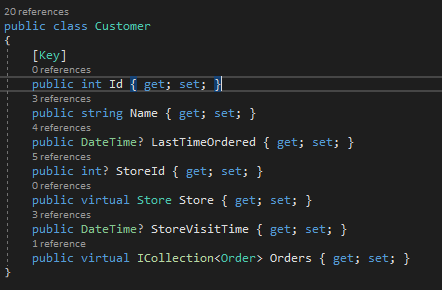 20 references
public class Customer
{
[Key]
0 references
public int Id { get; set; }
3 references
public string Name { get; set; }
4 references
public DateTime? LastTimeOrdered { get; set; }
5 references
public int? StoreId { get; set; }
0 references
public virtual Store Store { get; set; }
3 references
public DateTime? StoreVisitTime { get; set; }
1 reference
public virtual ICollection<Order> Orders { get; set; }
}